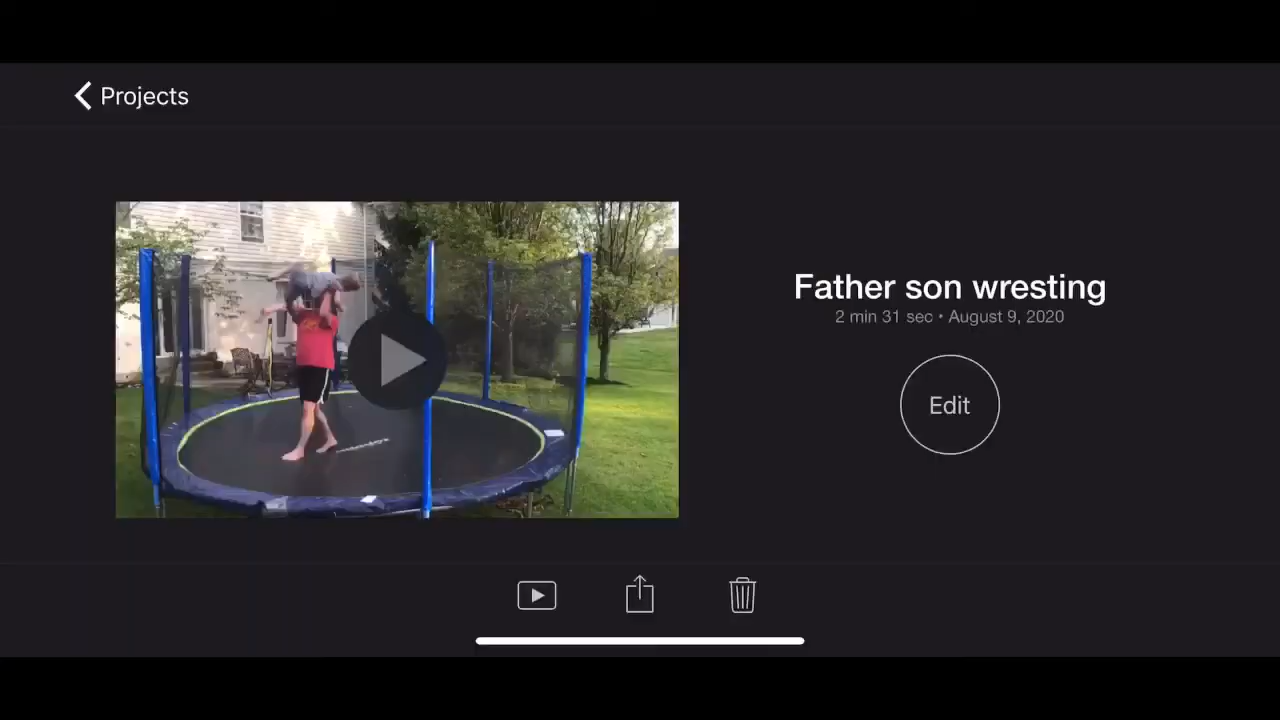 Projects
Father son wresting
2 min 31 sec • August 9, 2020
Edit